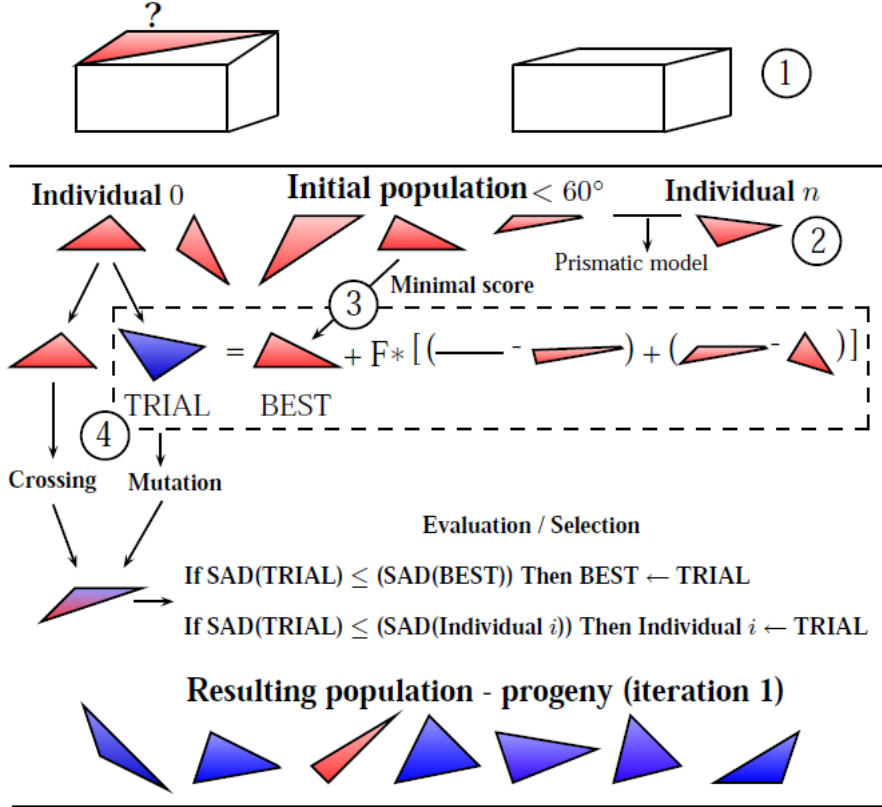 ?
1
Individual 0 Initial population < 60° Individual n
2
Prismatic model
3 Minimal score
= + F* [ ( - ) + ( - ) ]
TRIAL BEST
4
Crossing Mutation
Evaluation / Selection
If SAD(TRIAL) ≤ (SAD(BEST)) Then BEST ← TRIAL
If SAD(TRIAL) ≤ (SAD(Individual i)) Then Individual i ← TRIAL
Resulting population - progeny (iteration 1)